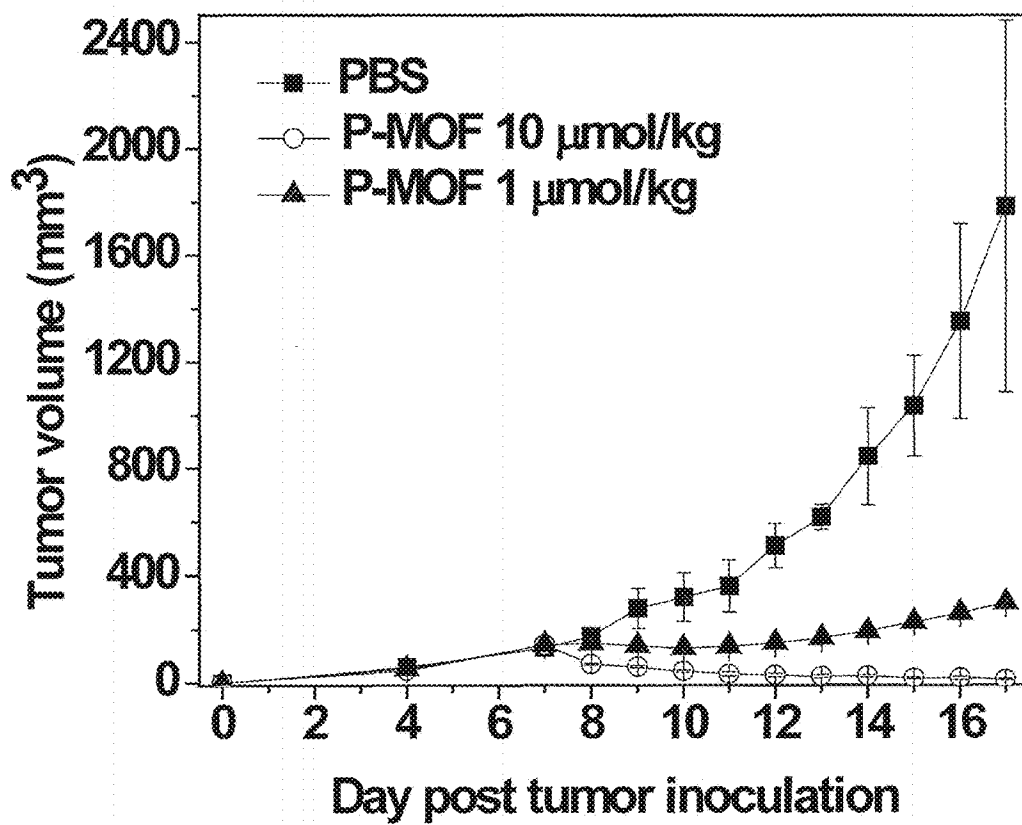 2400
2000
1600
1200
800
400
0
Tumor volume (mm³)
PBS
P-MOF 10 μmol/kg
P-MOF 1 μmol/kg
0 2 4 6 8 10 12 14 16
Day post tumor inoculation